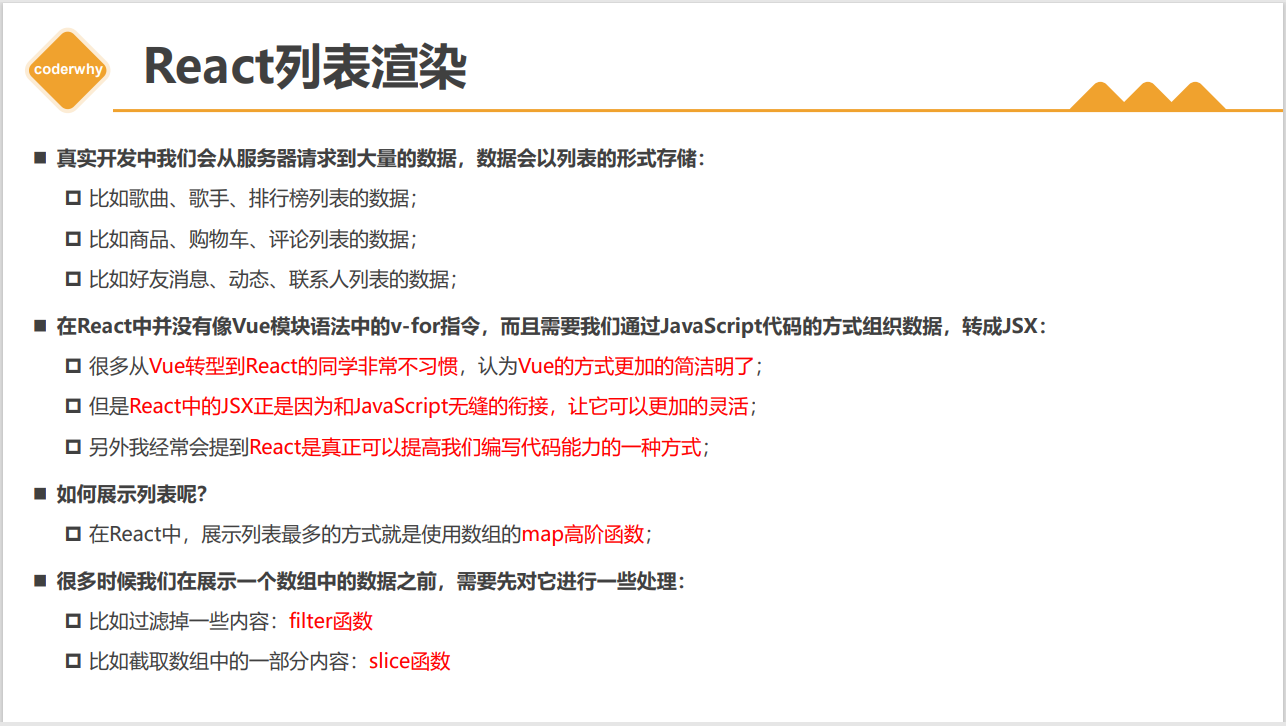 coderwhy
React列表渲染
■ 真实开发中我们会从服务器请求到大量的数据，数据会以列表的形式存储：
比如歌曲、歌手、排行榜列表的数据；
比如商品、购物车、评论列表的数据；
比如好友消息、动态、联系人列表的数据；
■ 在React中并没有像Vue模块语法中的v-for指令，而且需要我们通过JavaScript代码的方式组织数据，转成JSX：
很多从Vue转型到React的同学非常不习惯，认为Vue的方式更加的简洁明了；
但是React中的JSX正是因为和JavaScript无缝的衔接，让它可以更加的灵活；
另外我经常会提到React是真正可以提高我们编写代码能力的一种方式；
■ 如何展示列表呢？
在React中，展示列表最多的方式就是使用数组的map高阶函数；
■ 很多时候我们在展示一个数组中的数据之前，需要先对它进行一些处理：
比如过滤掉一些内容：filter函数
比如截取数组中的一部分内容：slice函数